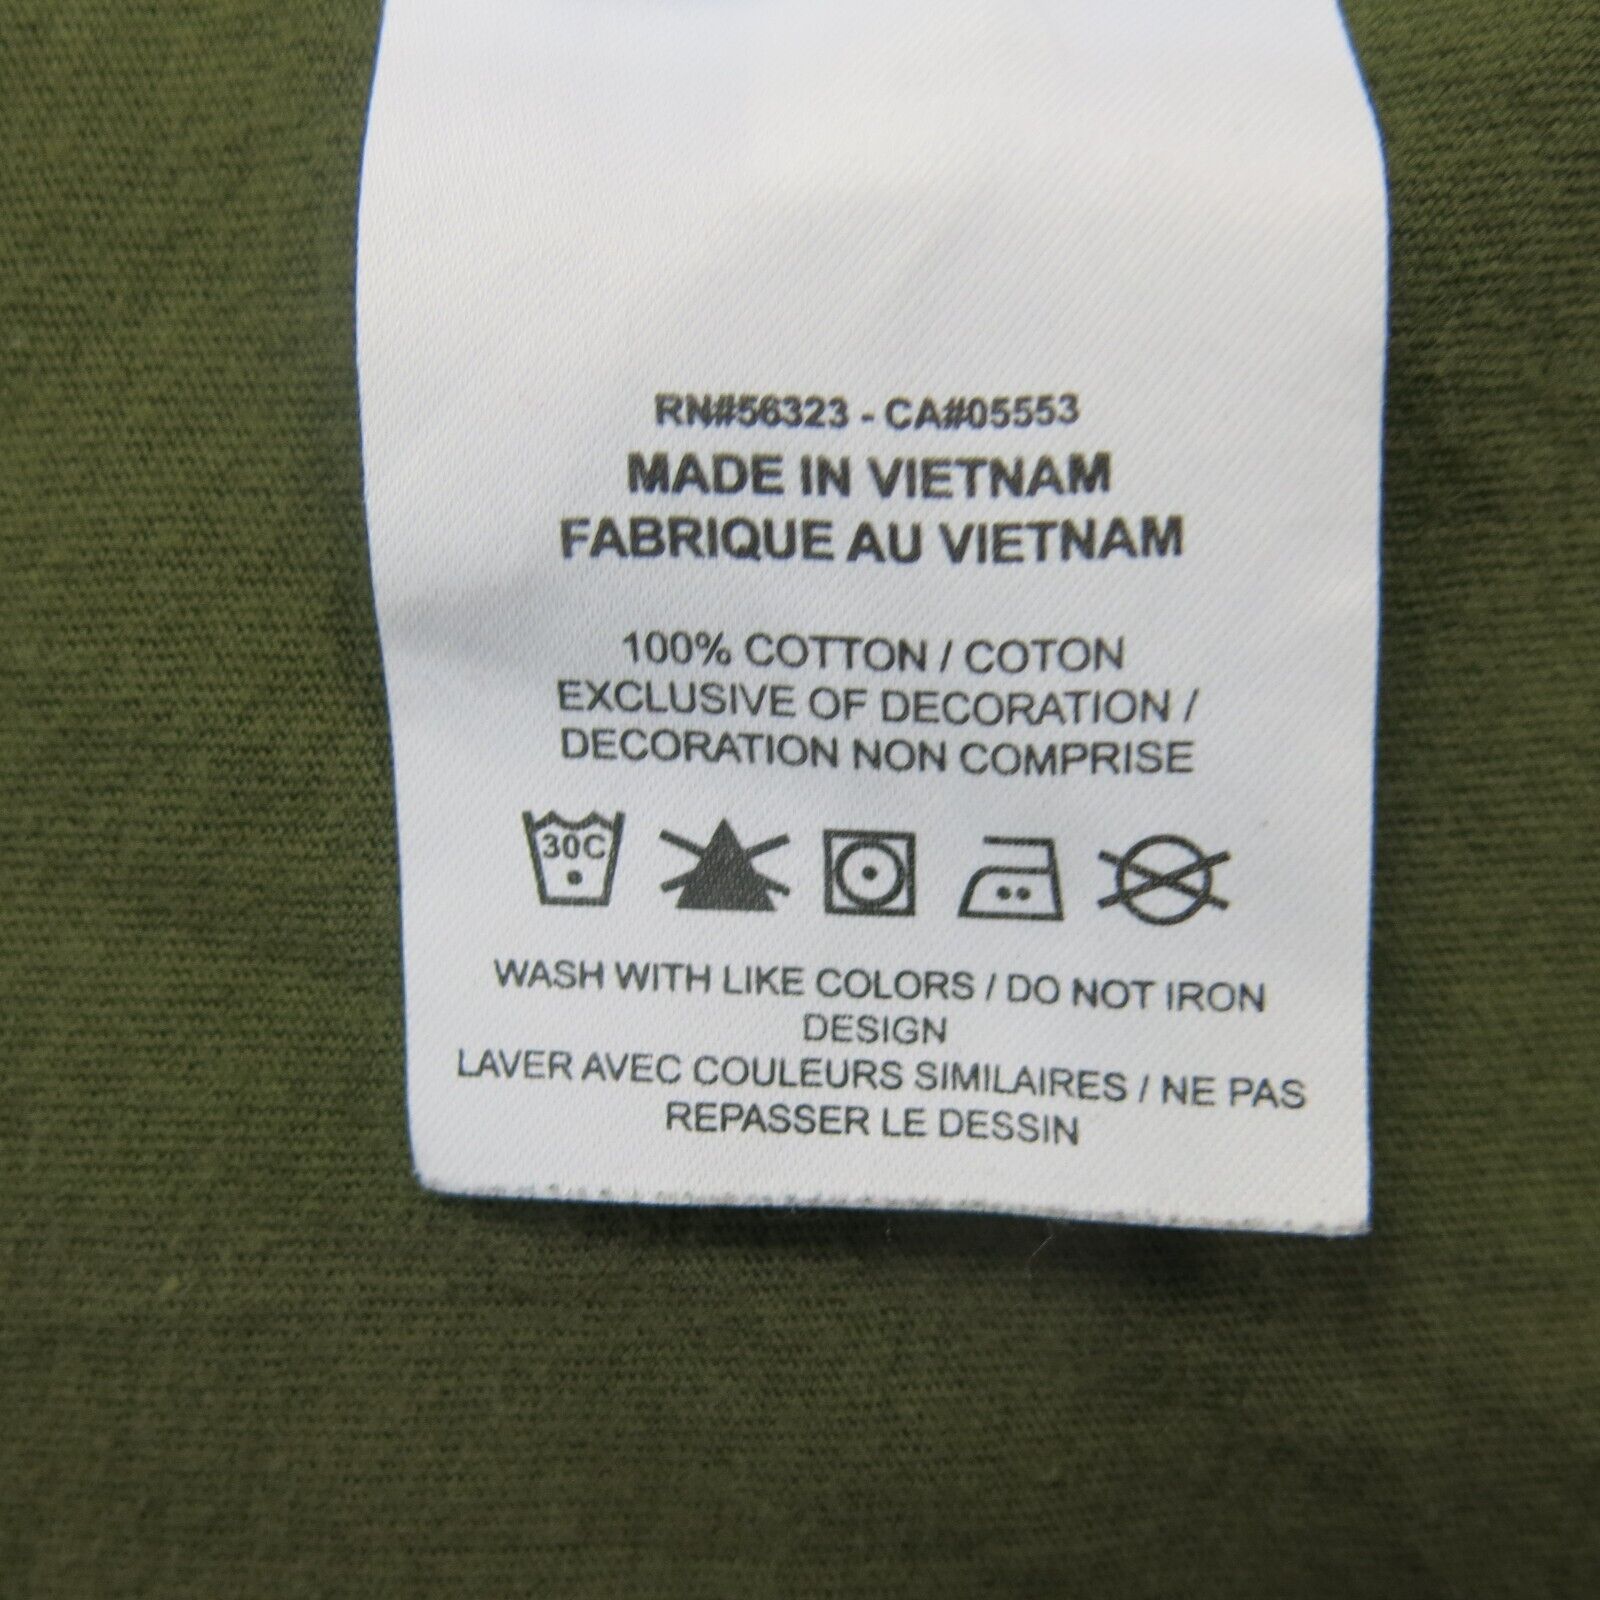 RN#56323 - CA#05553
MADE IN VIETNAM
FABRIQUE AU VIETNAM
100% COTTON / COTON
EXCLUSIVE OF DECORATION /
DECORATION NON COMPRISE
30C
WASH WITH LIKE COLORS / DO NOT IRON
DESIGN
LAVER AVEC COULEURS SIMILAIRES / NE PAS
REPASSER LE DESSIN